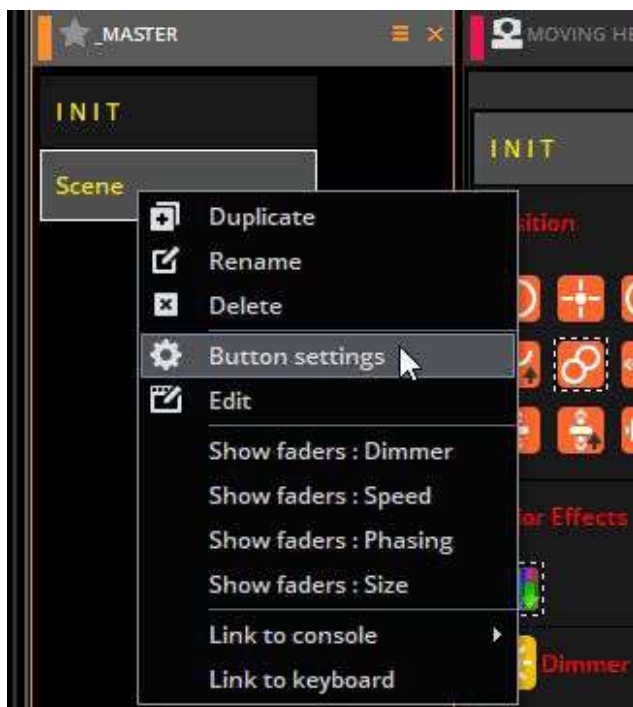 _MASTER
MOVING HE
INIT
INIT
Scene
Duplicate
Rename
Delete
Button settings
Edit
Show faders : Dimmer
Show faders : Speed
Show faders : Phasing
Show faders : Size
Link to console
Link to keyboard
sition
or Effects
Dimmer